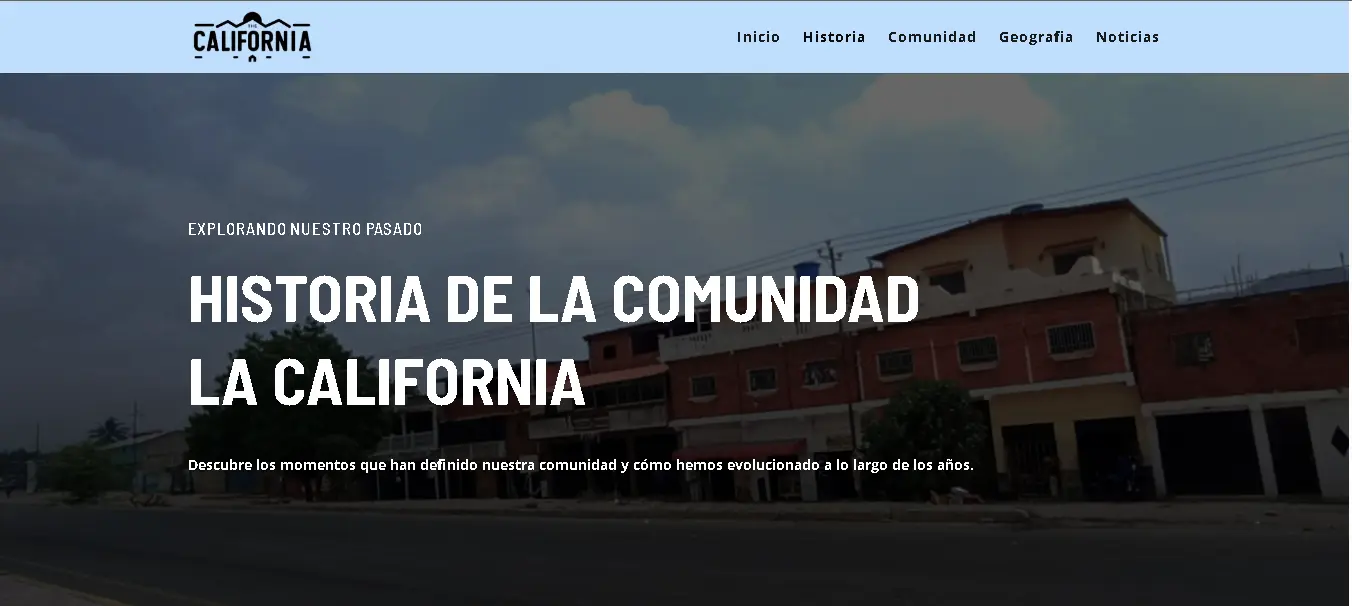 THE
CALIFORNIA
Inicio Historia Comunidad Geografia Noticias
EXPLORANDO NUESTRO PASADO
HISTORIA DE LA COMUNIDAD
LA CALIFORNIA
Descubre los momentos que han definido nuestra comunidad y cómo hemos evolucionado a lo largo de los años.